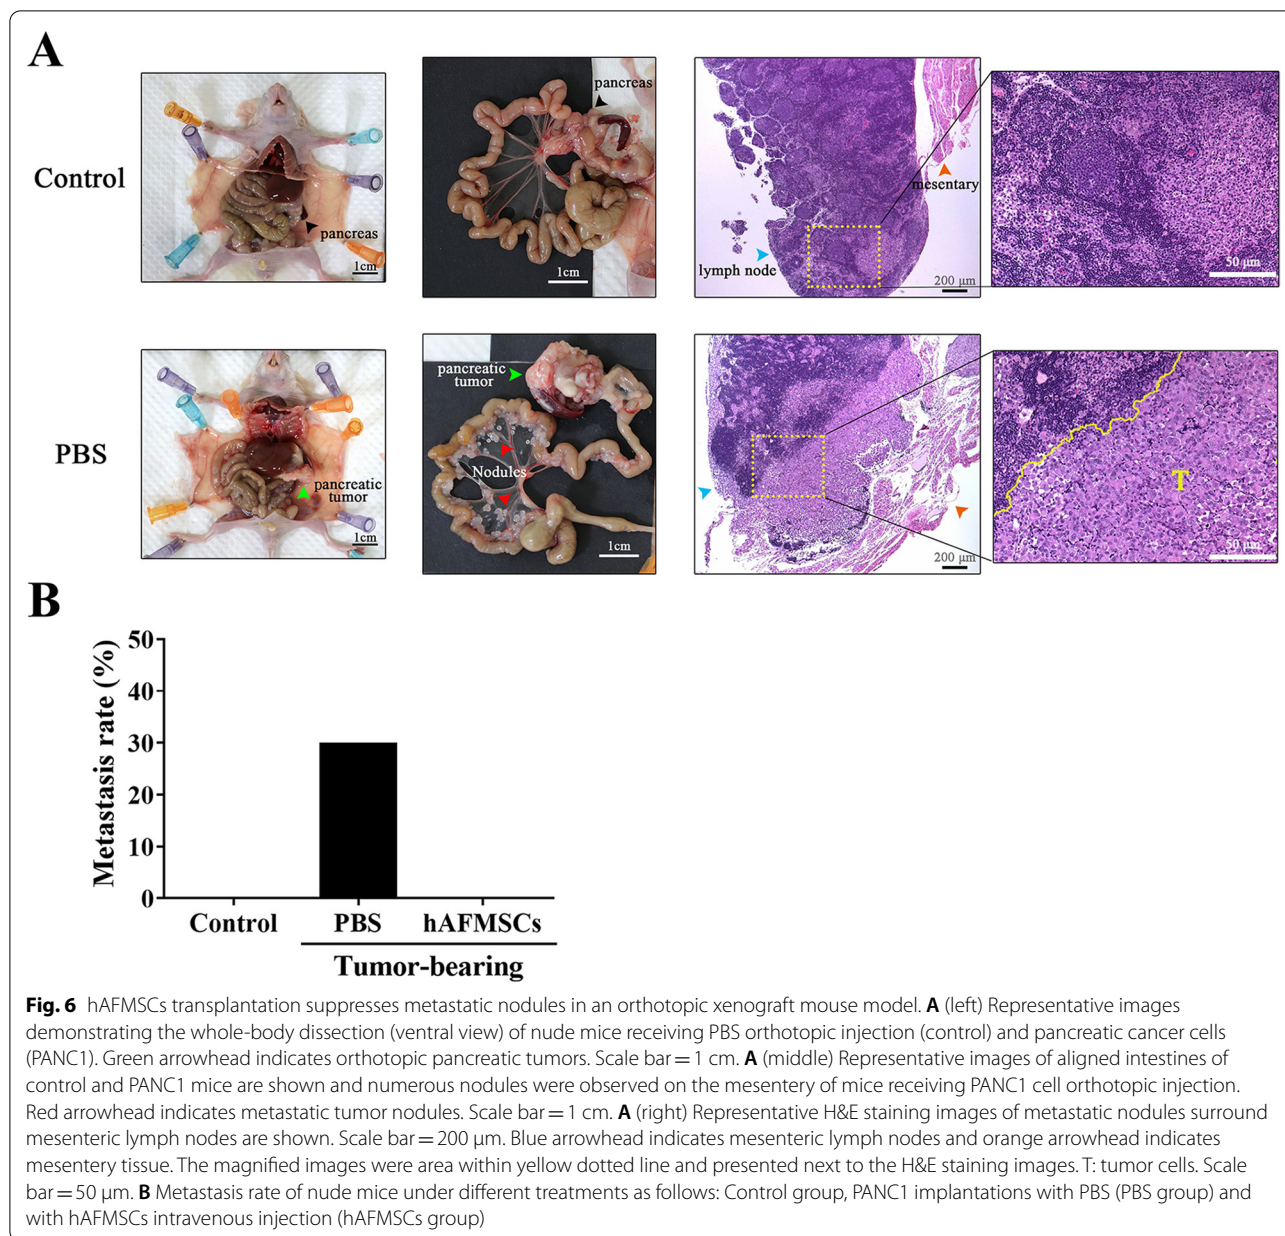 A
Control
pancreas
1cm
pancreas
1cm
mesentary
lymph node
200 μm
50 μm
PBS
pancreatic
tumor
1cm
pancreatic
tumor
Nodules
1cm
200 μm
T
50 μm
B
Metastasis rate (%)
50
40
30
20
10
0
Control PBS hAFMSCs
Tumor-bearing
Fig. 6 hAFMSCs transplantation suppresses metastatic nodules in an orthotopic xenograft mouse model. A (left) Representative images
demonstrating the whole-body dissection (ventral view) of nude mice receiving PBS orthotopic injection (control) and pancreatic cancer cells
(PANC1). Green arrowhead indicates orthotopic pancreatic tumors. Scale bar = 1 cm. A (middle) Representative images of aligned intestines of
control and PANC1 mice are shown and numerous nodules were observed on the mesentery of mice receiving PANC1 cell orthotopic injection.
Red arrowhead indicates metastatic tumor nodules. Scale bar = 1 cm. A (right) Representative H&E staining images of metastatic nodules surround
mesenteric lymph nodes are shown. Scale bar = 200 μm. Blue arrowhead indicates mesenteric lymph nodes and orange arrowhead indicates
mesentery tissue. The magnified images were area within yellow dotted line and presented next to the H&E staining images. T: tumor cells. Scale
bar = 50 μm. B Metastasis rate of nude mice under different treatments as follows: Control group, PANC1 implantations with PBS (PBS group) and
with hAFMSCs intravenous injection (hAFMSCs group)